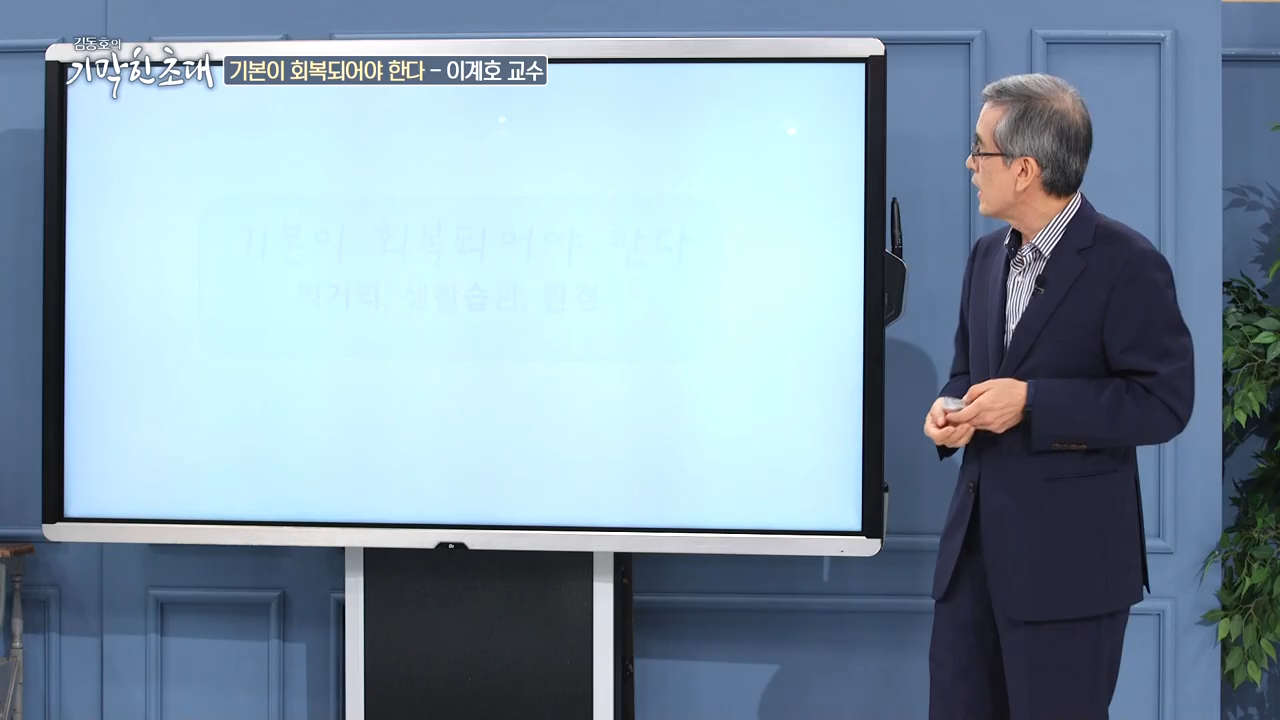 김동호의
기막힌초대
기본이 회복되어야 한다 – 이계호 교수
기본이 회복되어야 한다
먹거리, 생활습관, 환경